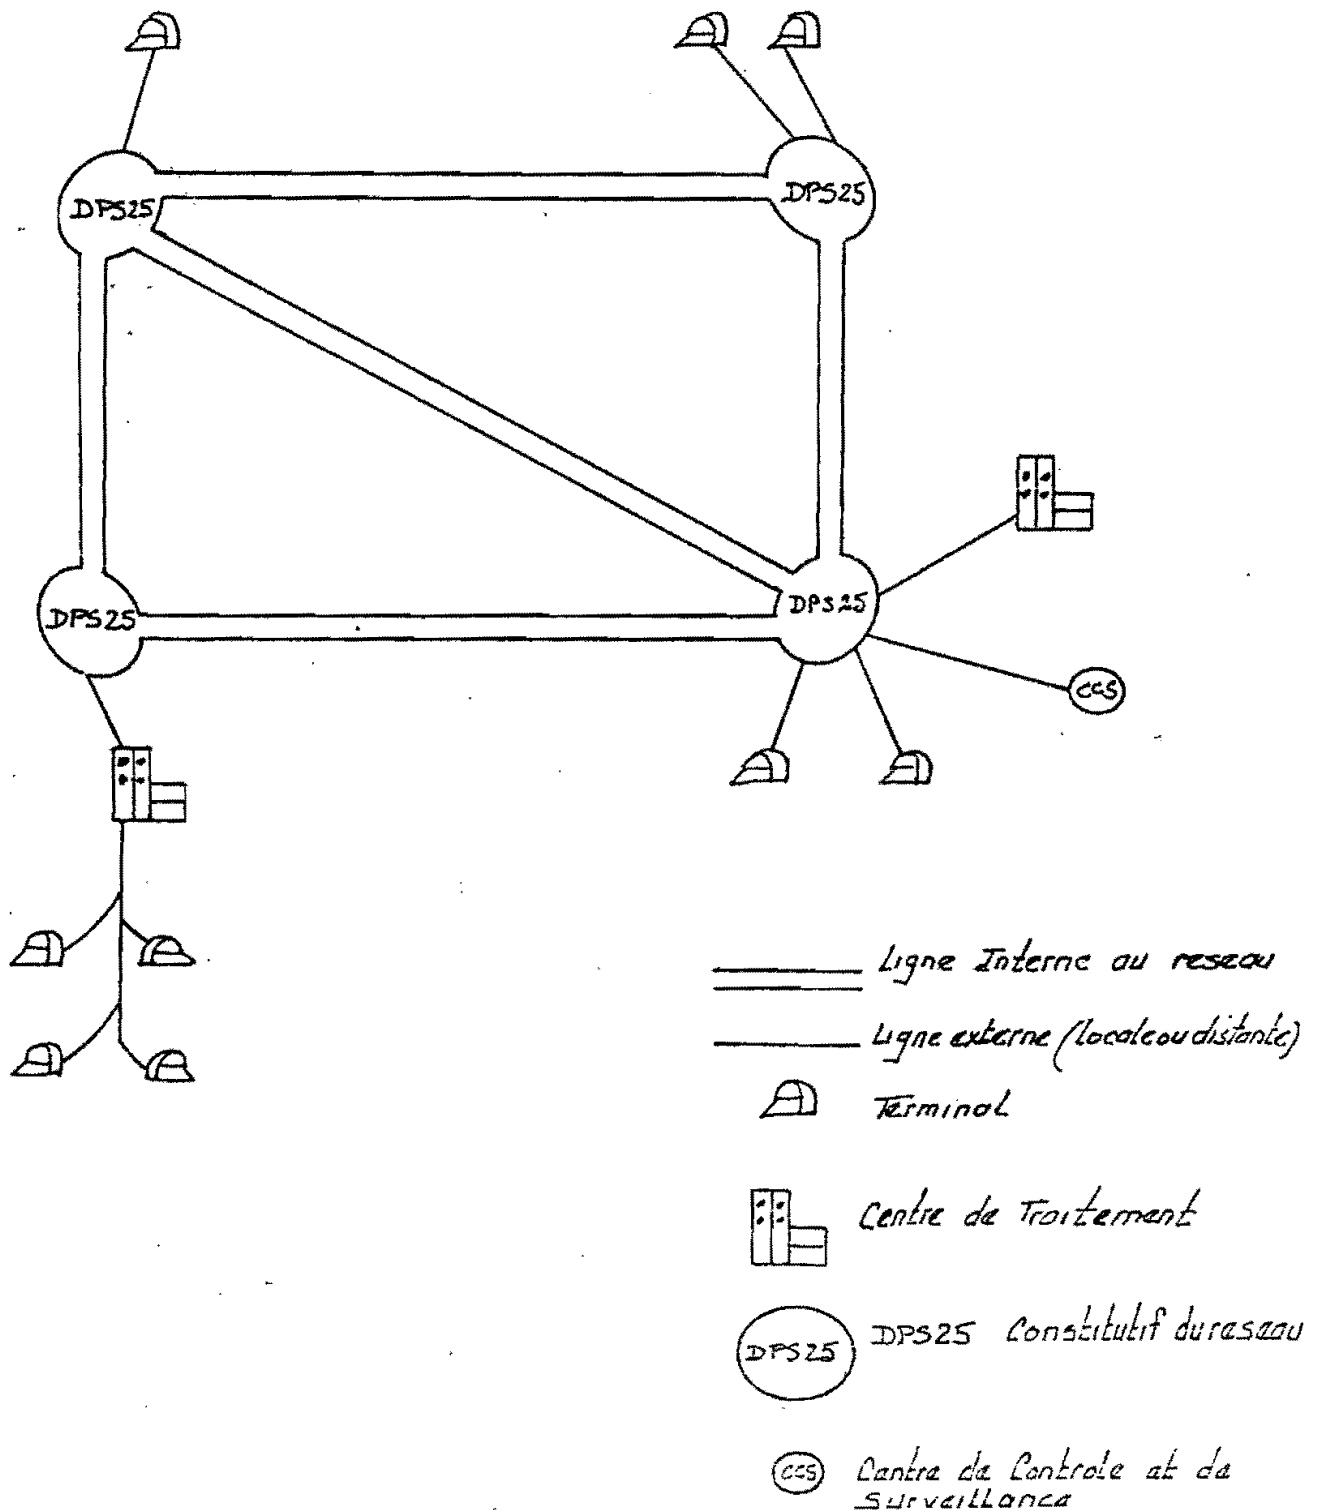 DPS25
DPS25
DPS25
DPS25
CCS
Ligne Interne au reseau
Ligne externe (locale ou distante)
Terminal
Centre de Traitement
DPS25
DPS25 Constitutif du reseau
CCS
Centre de Controle et de
Surveillance